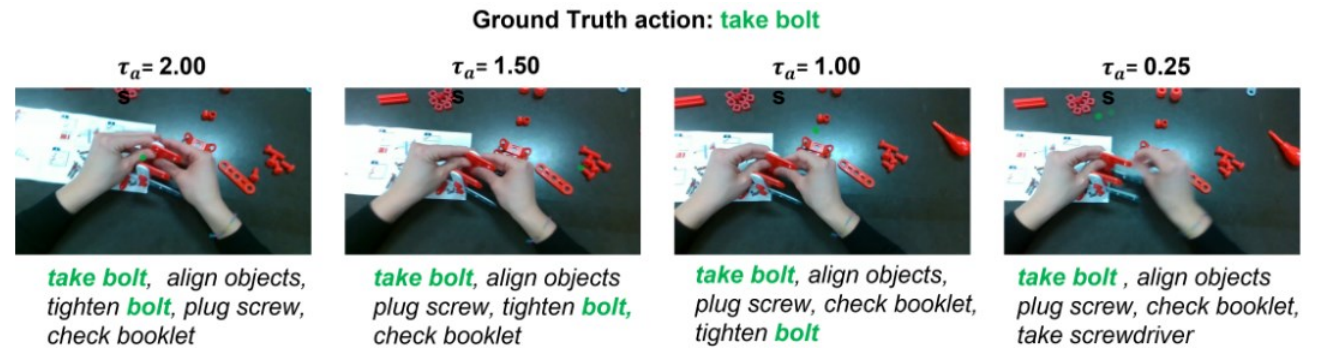 Ground Truth action: take bolt
τₐ= 2.00
τₐ= 1.50
τₐ= 1.00
τₐ= 0.25
s
s
s
s
take bolt, align objects,
tighten bolt, plug screw,
check booklet
take bolt, align objects
plug screw, tighten bolt,
check booklet
take bolt, align objects,
plug screw, check booklet,
tighten bolt
take bolt , align objects
plug screw, check booklet,
take screwdriver